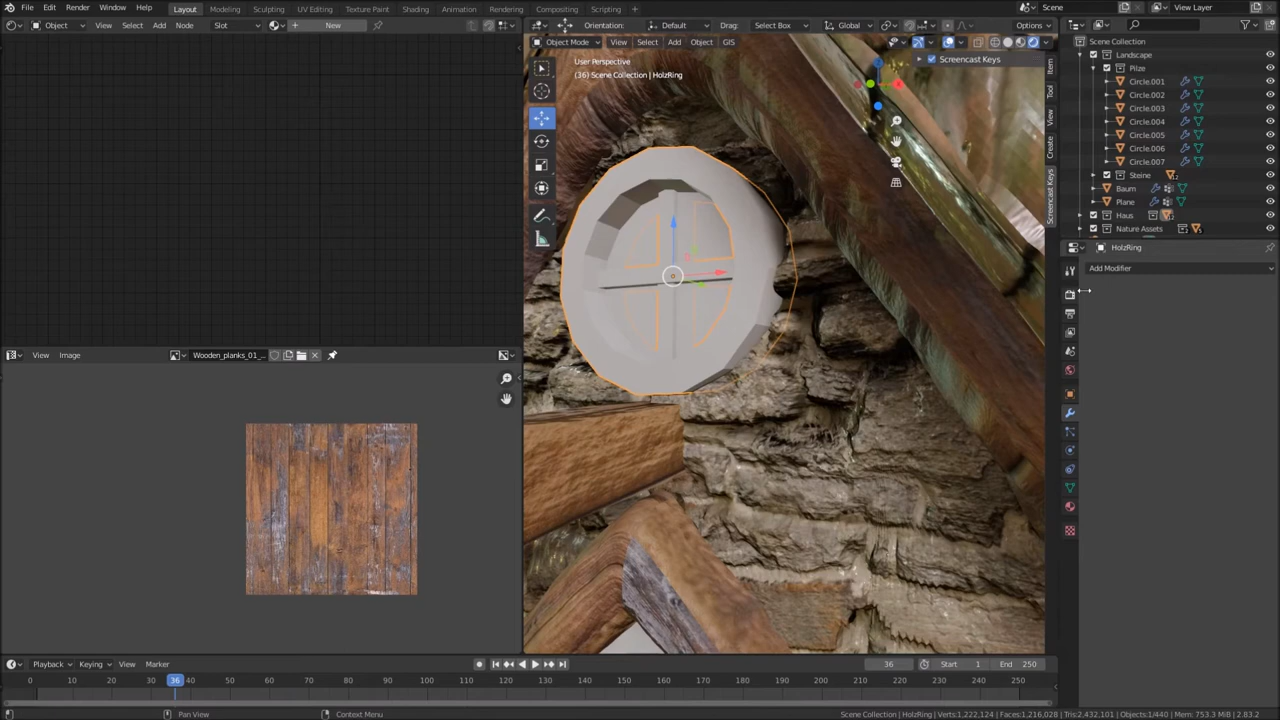 File Edit Render Window Help Layout Modeling Sculpting UV Editing Texture Paint Shading Animation Rendering Compositing Scripting + Scene View Layer
Object View Select Add Node Slot New Orientation: Default Drag: Select Box Global Options
Object Mode View Select Add Object GIS
User Perspective
(36) Scene Collection | HolzRing
Screencast Keys
Item
Tool
View
Create
Screencast Keys
Scene Collection
Landscape
Pilze
Circle.001
Circle.002
Circle.003
Circle.004
Circle.005
Circle.006
Circle.007
Steine
Baum
Plane
Haus
Nature Assets
HolzRing
Add Modifier
View Image Wooden_planks_01_...
Playback Keying View Marker 36 Start 1 End 250
0 10 20 30 36 40 50 60 70 80 90 100 110 120 130 140 150 160 170 180 190 200 210 220 230 240 250
Pan View Context Menu Scene Collection | HolzRing | Verts:1,222,124 | Faces:1,216,028 | Tris:2,432,101 | Objects:1/440 | Mem: 753.3 MiB | 2.83.2